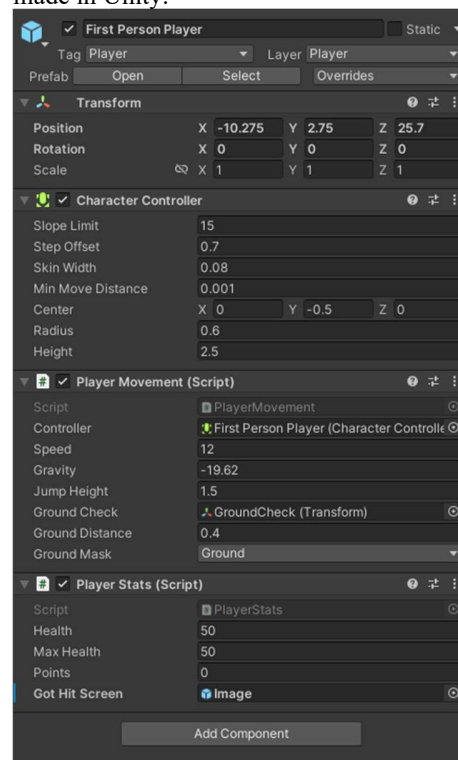 made in Unity.
First Person Player Static
Tag Player Layer Player
Prefab Open Select Overrides
Transform
Position X -10.275 Y 2.75 Z 25.7
Rotation X 0 Y 0 Z 0
Scale X 1 Y 1 Z 1
Character Controller
Slope Limit 15
Step Offset 0.7
Skin Width 0.08
Min Move Distance 0.001
Center X 0 Y -0.5 Z 0
Radius 0.6
Height 2.5
Player Movement (Script)
Script PlayerMovement
Controller First Person Player (Character Controlle
Speed 12
Gravity -19.62
Jump Height 1.5
Ground Check GroundCheck (Transform)
Ground Distance 0.4
Ground Mask Ground
Player Stats (Script)
Script PlayerStats
Health 50
Max Health 50
Points 0
Got Hit Screen Image
Add Component